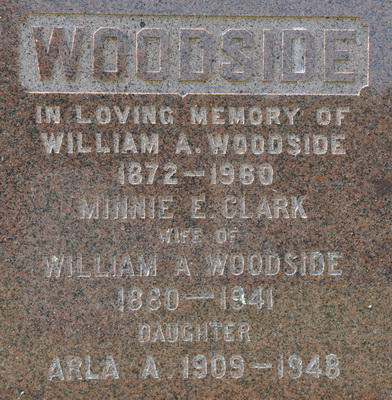 WOODSIDE
IN LOVING MEMORY OF
WILLIAM A. WOODSIDE
1872—1960
MINNIE E. CLARK
WIFE OF
WILLIAM A. WOODSIDE
1880—1941
DAUGHTER
ARLA A. 1909—1948